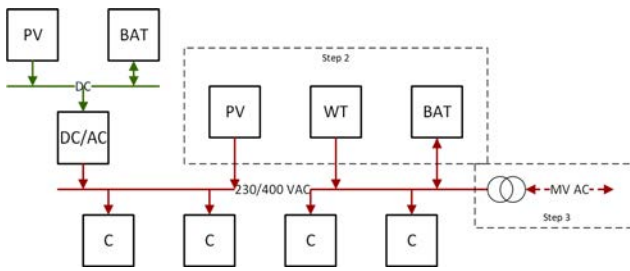 PV
BAT
Step 2
DC
PV
WT
BAT
DC/AC
230/400 VAC
MV AC
Step 3
C
C
C
C